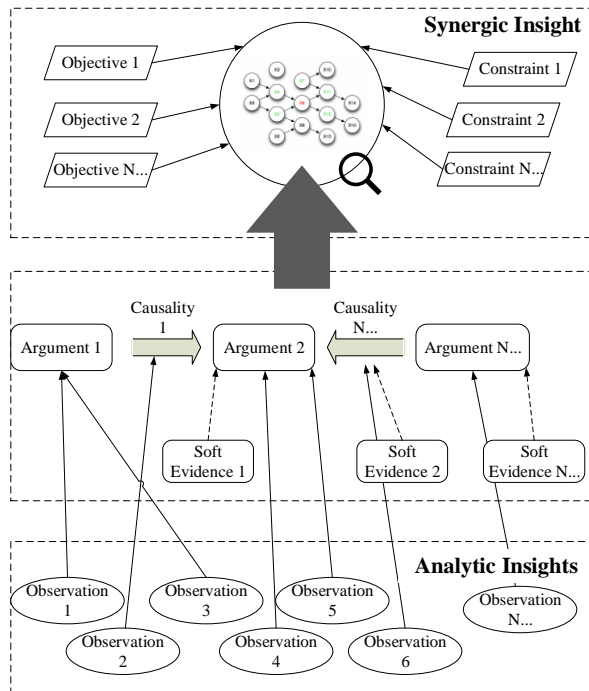 Synergic Insight
Objective 1
Objective 2
Objective N...
Constraint 1
Constraint 2
Constraint N...
Causality
1
Causality
N...
Argument 1
Argument 2
Argument N...
Soft
Evidence 1
Soft
Evidence 2
Soft
Evidence N...
Analytic Insights
Observation
1
Observation
3
Observation
5
Observation
N...
Observation
2
Observation
4
Observation
6